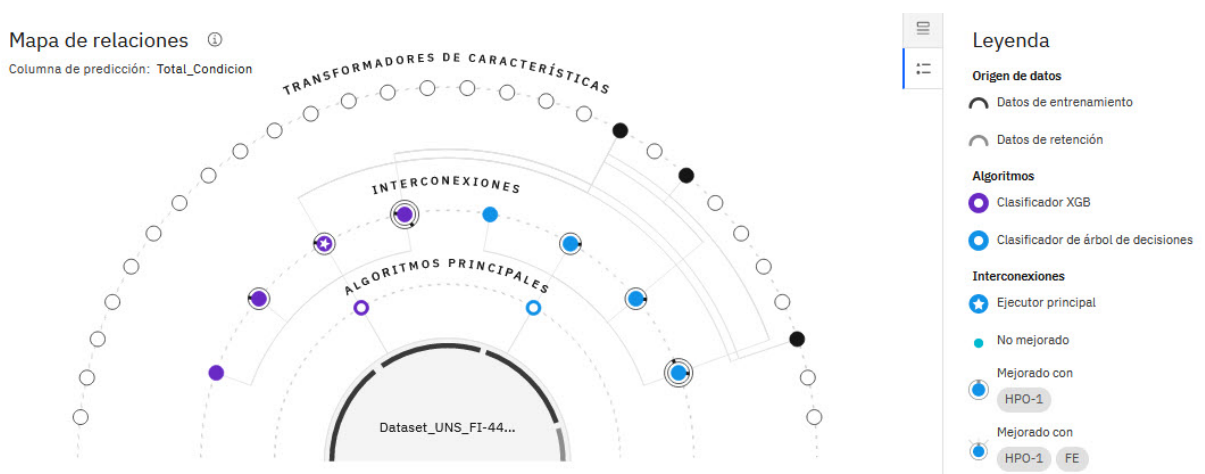 Mapa de relaciones
Columna de predicción: Total_Condicion
TRANSFORMADORES DE CARACTERÍSTICAS
INTERCONEXIONES
ALGORITMOS PRINCIPALES
Dataset_UNS_FI-44...
Leyenda
Origen de datos
Datos de entrenamiento
Datos de retención
Algoritmos
Clasificador XGB
Clasificador de árbol de decisiones
Interconexiones
Ejecutor principal
No mejorado
Mejorado con
HPO-1
Mejorado con
HPO-1 FE